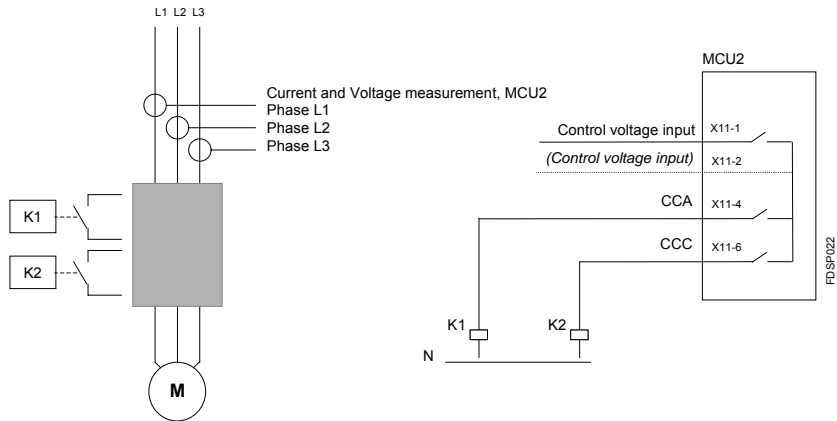 L1 L2 L3
Current and Voltage measurement, MCU2
Phase L1
Phase L2
Phase L3
K1
K2
M
MCU2
Control voltage input X11-1
(Control voltage input) X11-2
CCA X11-4
CCC X11-6
K1 K2
N
FDSP022